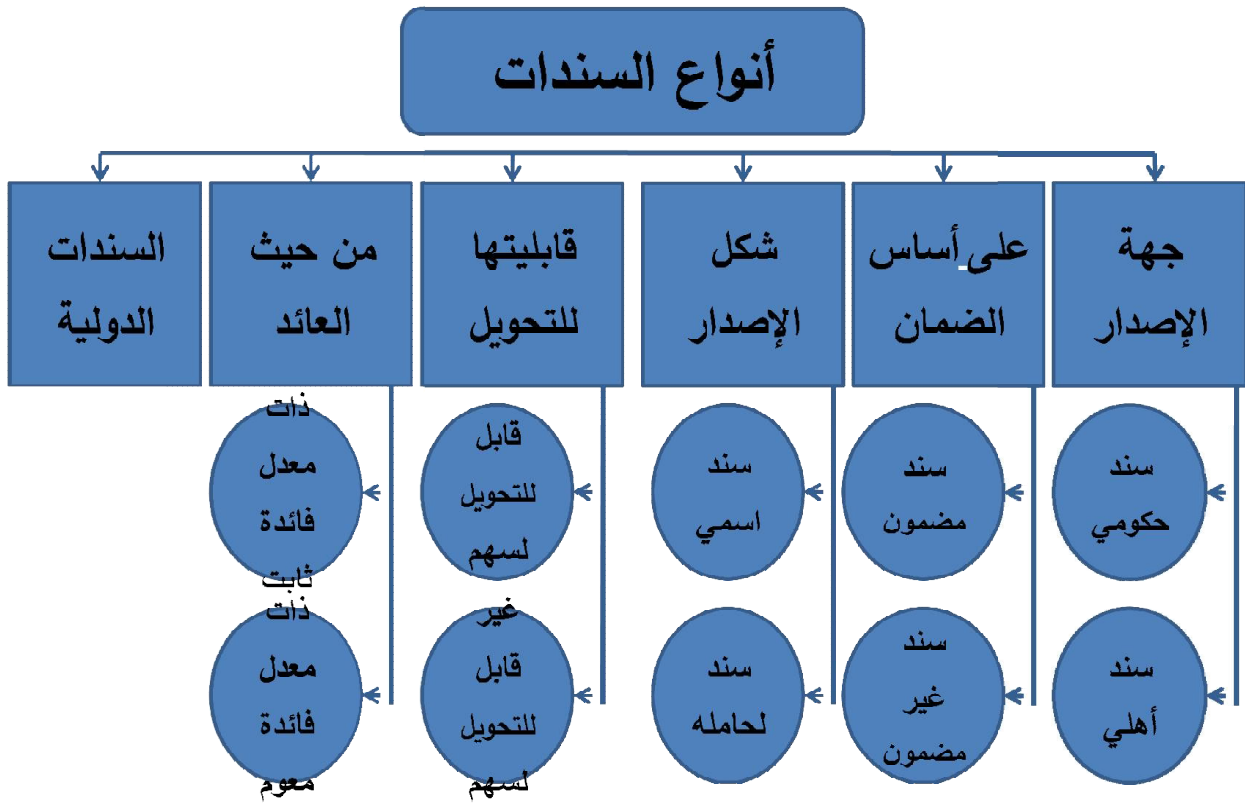 أنواع السندات
جهة
الإصدار
على أساس
الضمان
شكل
الإصدار
قابليتها
للتحويل
من حيث
العائد
السندات
الدولية
سند
حكومي
سند
أهلي
سند
مضمون
سند
غير
مضمون
سند
اسمي
سند
لحامله
قابل
للتحويل
لسهم
غير
قابل
للتحويل
لسهم
ذات
معدل
فائدة
ثابت
ذات
معدل
فائدة
معوم